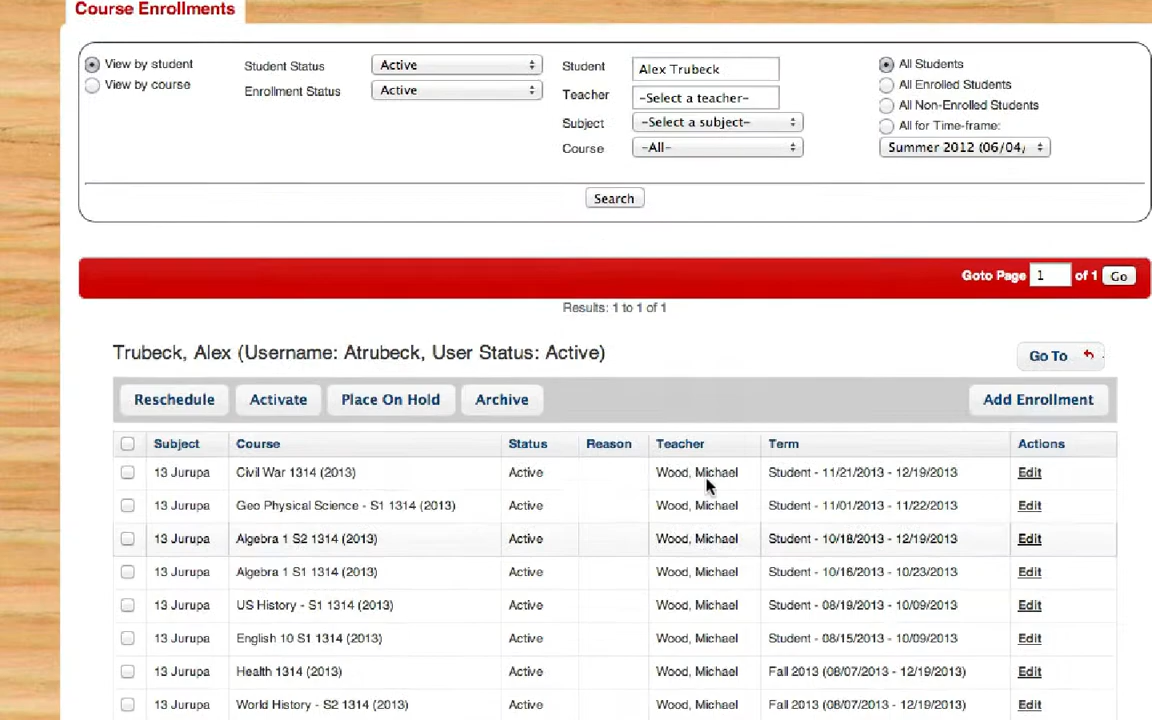 Course Enrollments
View by student Student Status Active Student Alex Trubeck All Students
View by course Enrollment Status Active Teacher -Select a teacher- All Enrolled Students
Subject -Select a subject- All Non-Enrolled Students
All for Time-frame:
Course -All- Summer 2012 (06/04/
Search
Goto Page 1 of 1 Go
Results: 1 to 1 of 1
Trubeck, Alex (Username: Atrubeck, User Status: Active) Go To
Reschedule Activate Place On Hold Archive Add Enrollment
Subject Course Status Reason Teacher Term Actions
13 Jurupa Civil War 1314 (2013) Active Wood, Michael Student - 11/21/2013 - 12/19/2013 Edit
13 Jurupa Geo Physical Science - S1 1314 (2013) Active Wood, Michael Student - 11/01/2013 - 11/22/2013 Edit
13 Jurupa Algebra 1 S2 1314 (2013) Active Wood, Michael Student - 10/18/2013 - 12/19/2013 Edit
13 Jurupa Algebra 1 S1 1314 (2013) Active Wood, Michael Student - 10/16/2013 - 10/23/2013 Edit
13 Jurupa US History - S1 1314 (2013) Active Wood, Michael Student - 08/19/2013 - 10/09/2013 Edit
13 Jurupa English 10 S1 1314 (2013) Active Wood, Michael Student - 08/15/2013 - 10/09/2013 Edit
13 Jurupa Health 1314 (2013) Active Wood, Michael Fall 2013 (08/07/2013 - 12/19/2013) Edit
13 Jurupa World History - S2 1314 (2013) Active Wood, Michael Fall 2013 (08/07/2013 - 12/19/2013) Edit